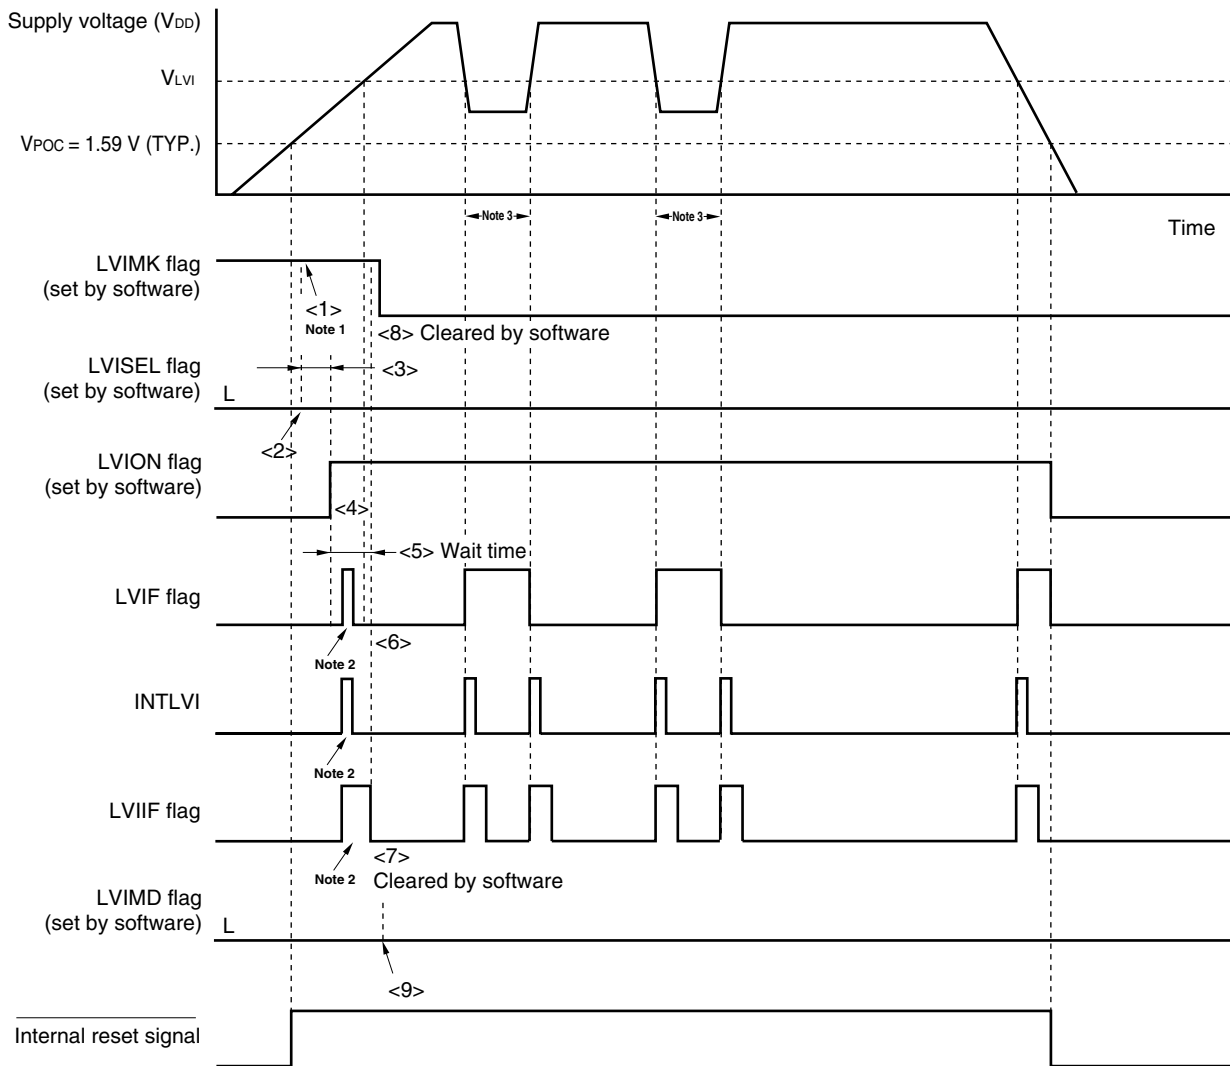 Supply voltage (VDD)
VLVI
VPOC = 1.59 V (TYP.)
Note 3
Note 3
Time
LVIMK flag
(set by software)
<1>
Note 1
<8> Cleared by software
LVISEL flag
(set by software)
L
<3>
<2>
LVION flag
(set by software)
<4>
<5> Wait time
LVIF flag
<6>
Note 2
INTLVI
Note 2
LVIIF flag
<7>
Note 2
Cleared by software
LVIMD flag
(set by software)
L
<9>
Internal reset signal